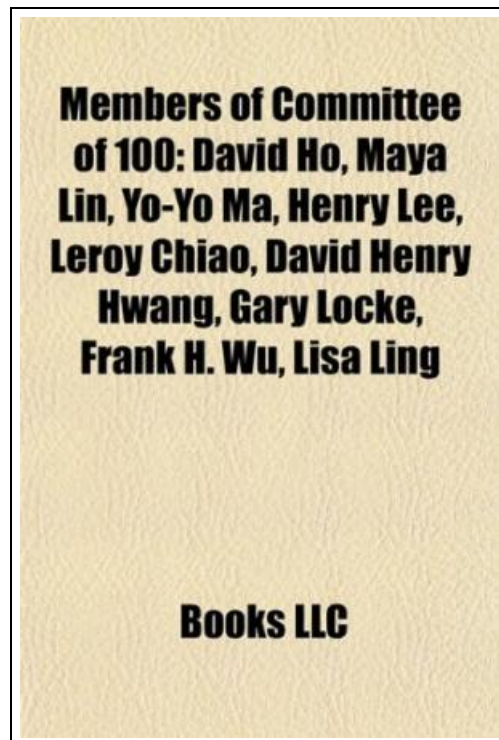 Members of Committee
of 100: David Ho, Maya
Lin, Yo-Yo Ma, Henry Lee,
Leroy Chiao, David Henry
Hwang, Gary Locke,
Frank H. Wu, Lisa Ling
Books LLC